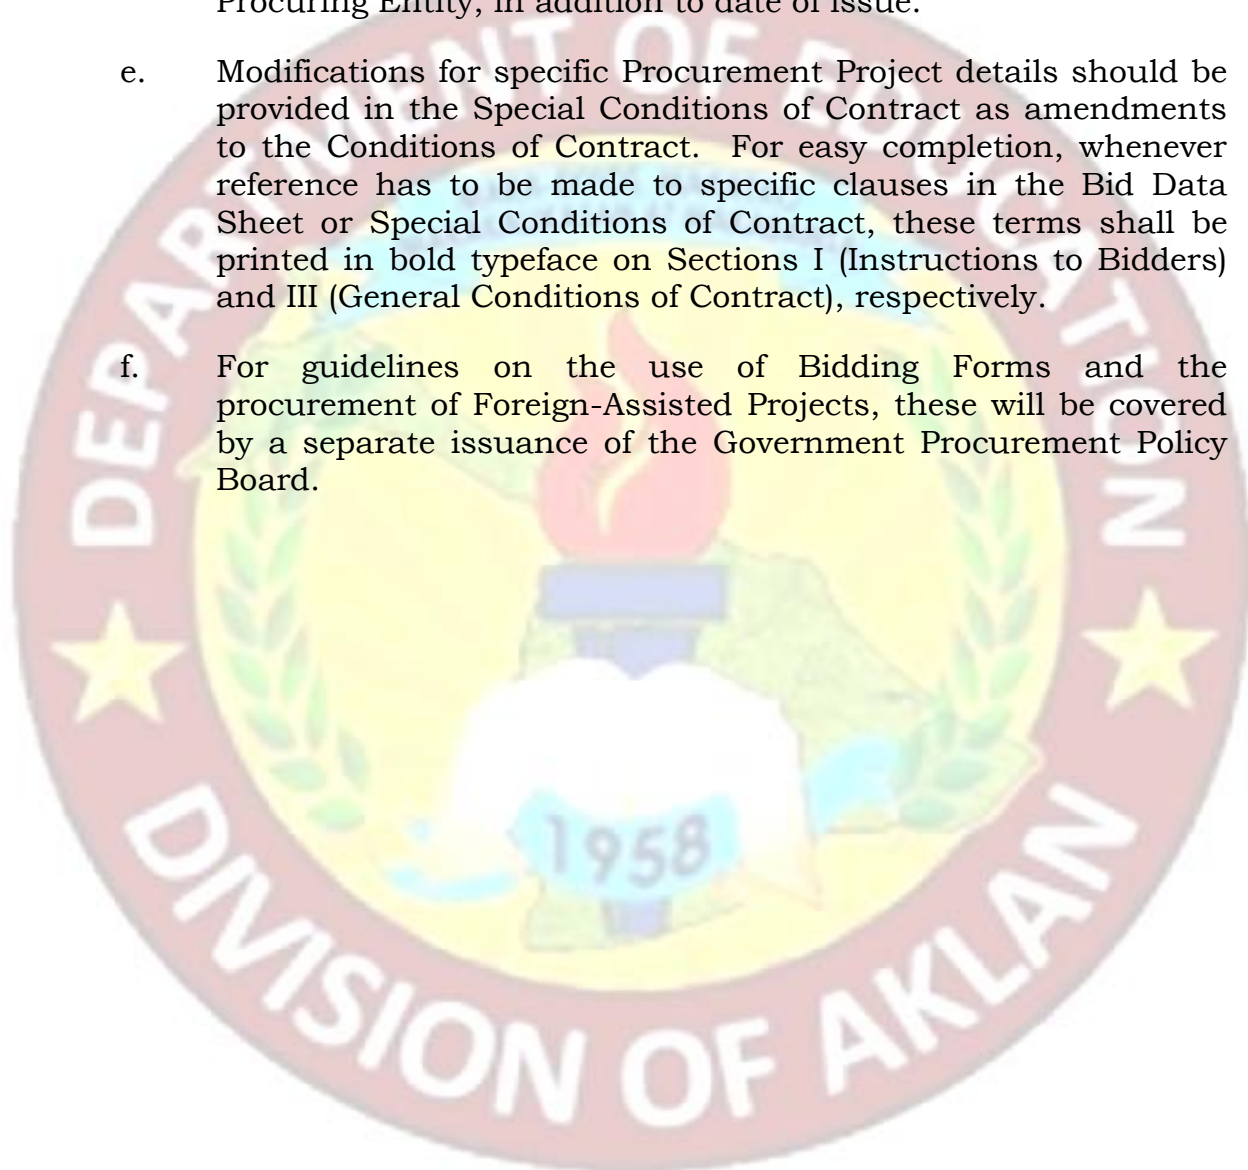 Procuring Entity, in addition to date of issue.
e. Modifications for specific Procurement Project details should be
provided in the Special Conditions of Contract as amendments
to the Conditions of Contract. For easy completion, whenever
reference has to be made to specific clauses in the Bid Data
Sheet or Special Conditions of Contract, these terms shall be
printed in bold typeface on Sections I (Instructions to Bidders)
and III (General Conditions of Contract), respectively.
f. For guidelines on the use of Bidding Forms and the
procurement of Foreign-Assisted Projects, these will be covered
by a separate issuance of the Government Procurement Policy
Board.
DEPARTMENT OF EDUCATION
1958
DIVISION OF AKLAN